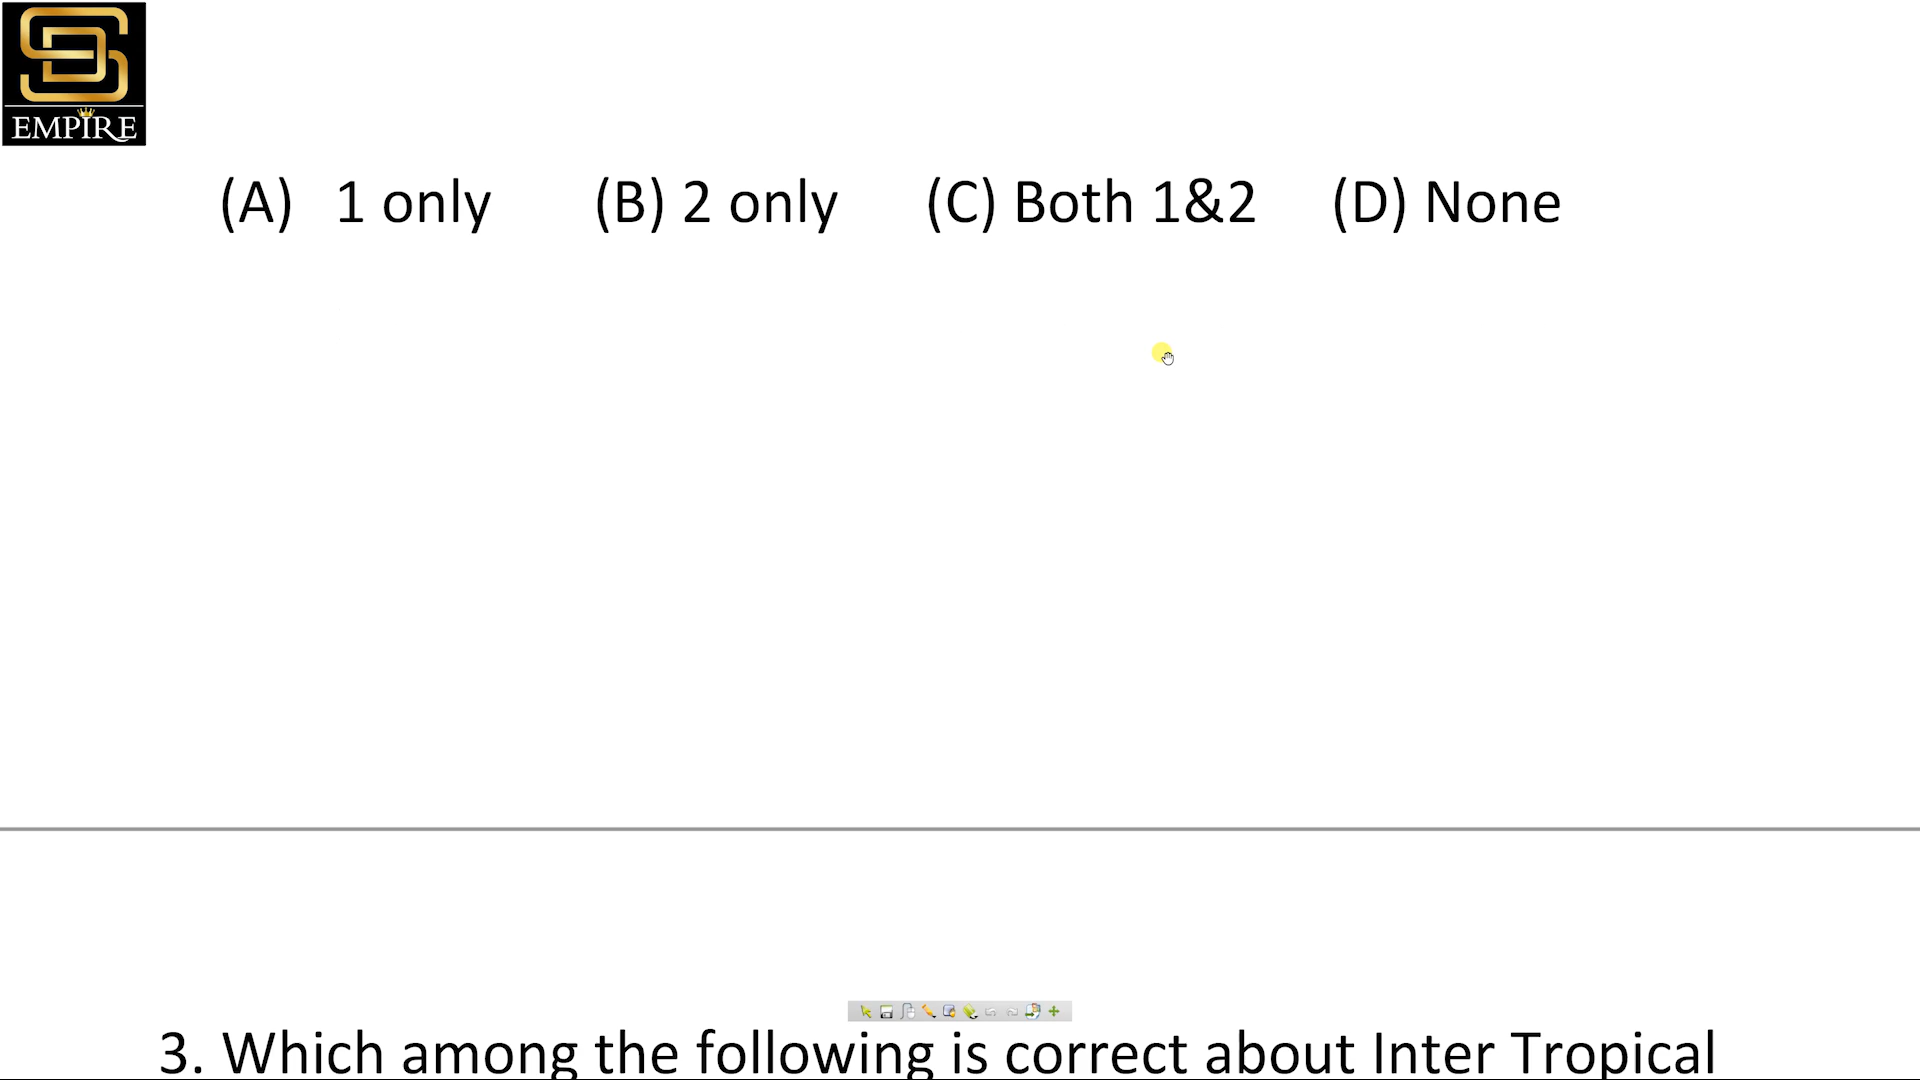 EMPIRE
(A) 1 only (B) 2 only (C) Both 1&2 (D) None
3. Which among the following is correct about Inter Tropical